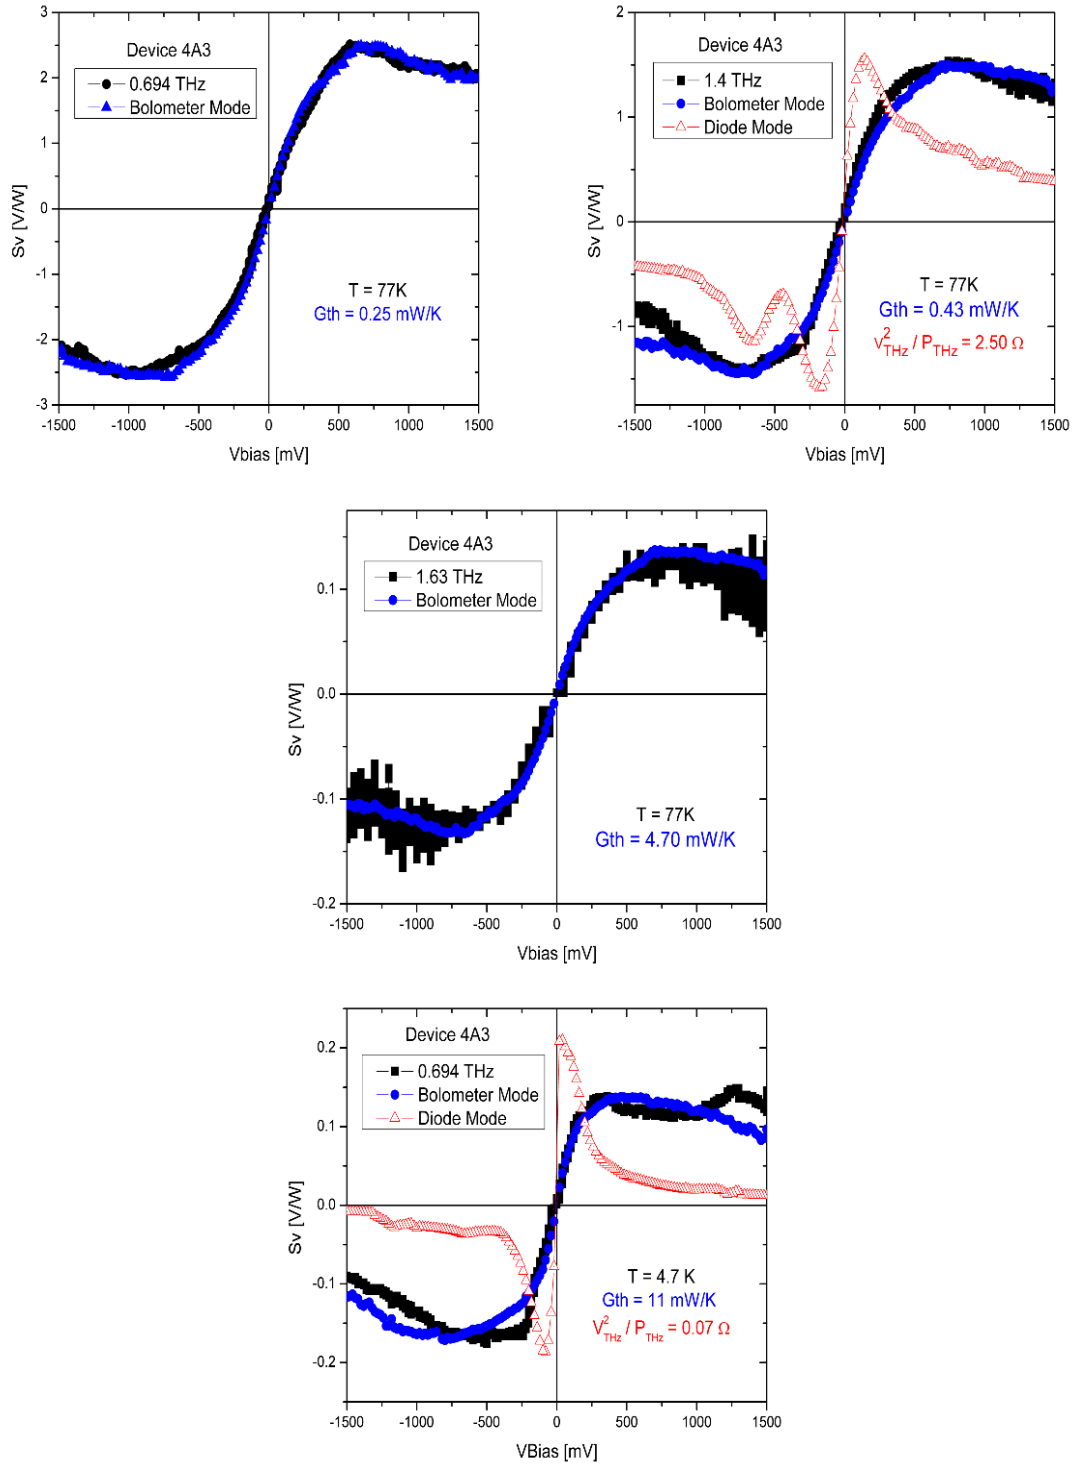 Device 4A3
0.694 THz
Bolometer Mode
3
2
1
0
-1
-2
-3
Sv [V/W]
T = 77K
Gth = 0.25 mW/K
-1500 -1000 -500 0 500 1000 1500
Vbias [mV]
Device 4A3
1.4 THz
Bolometer Mode
Diode Mode
2
1
0
-1
Sv [V/W]
T = 77K
Gth = 0.43 mW/K
V²THz / PTHz = 2.50 Ω
-1500 -1000 -500 0 500 1000 1500
Vbias [mV]
Device 4A3
1.63 THz
Bolometer Mode
0.1
0.0
-0.1
-0.2
Sv [V/W]
T = 77K
Gth = 4.70 mW/K
-1500 -1000 -500 0 500 1000 1500
Vbias [mV]
Device 4A3
0.694 THz
Bolometer Mode
Diode Mode
0.2
0.1
0.0
-0.1
-0.2
Sv [V/W]
T = 4.7 K
Gth = 11 mW/K
V²THz / PTHz = 0.07 Ω
-1500 -1000 -500 0 500 1000 1500
VBias [mV]